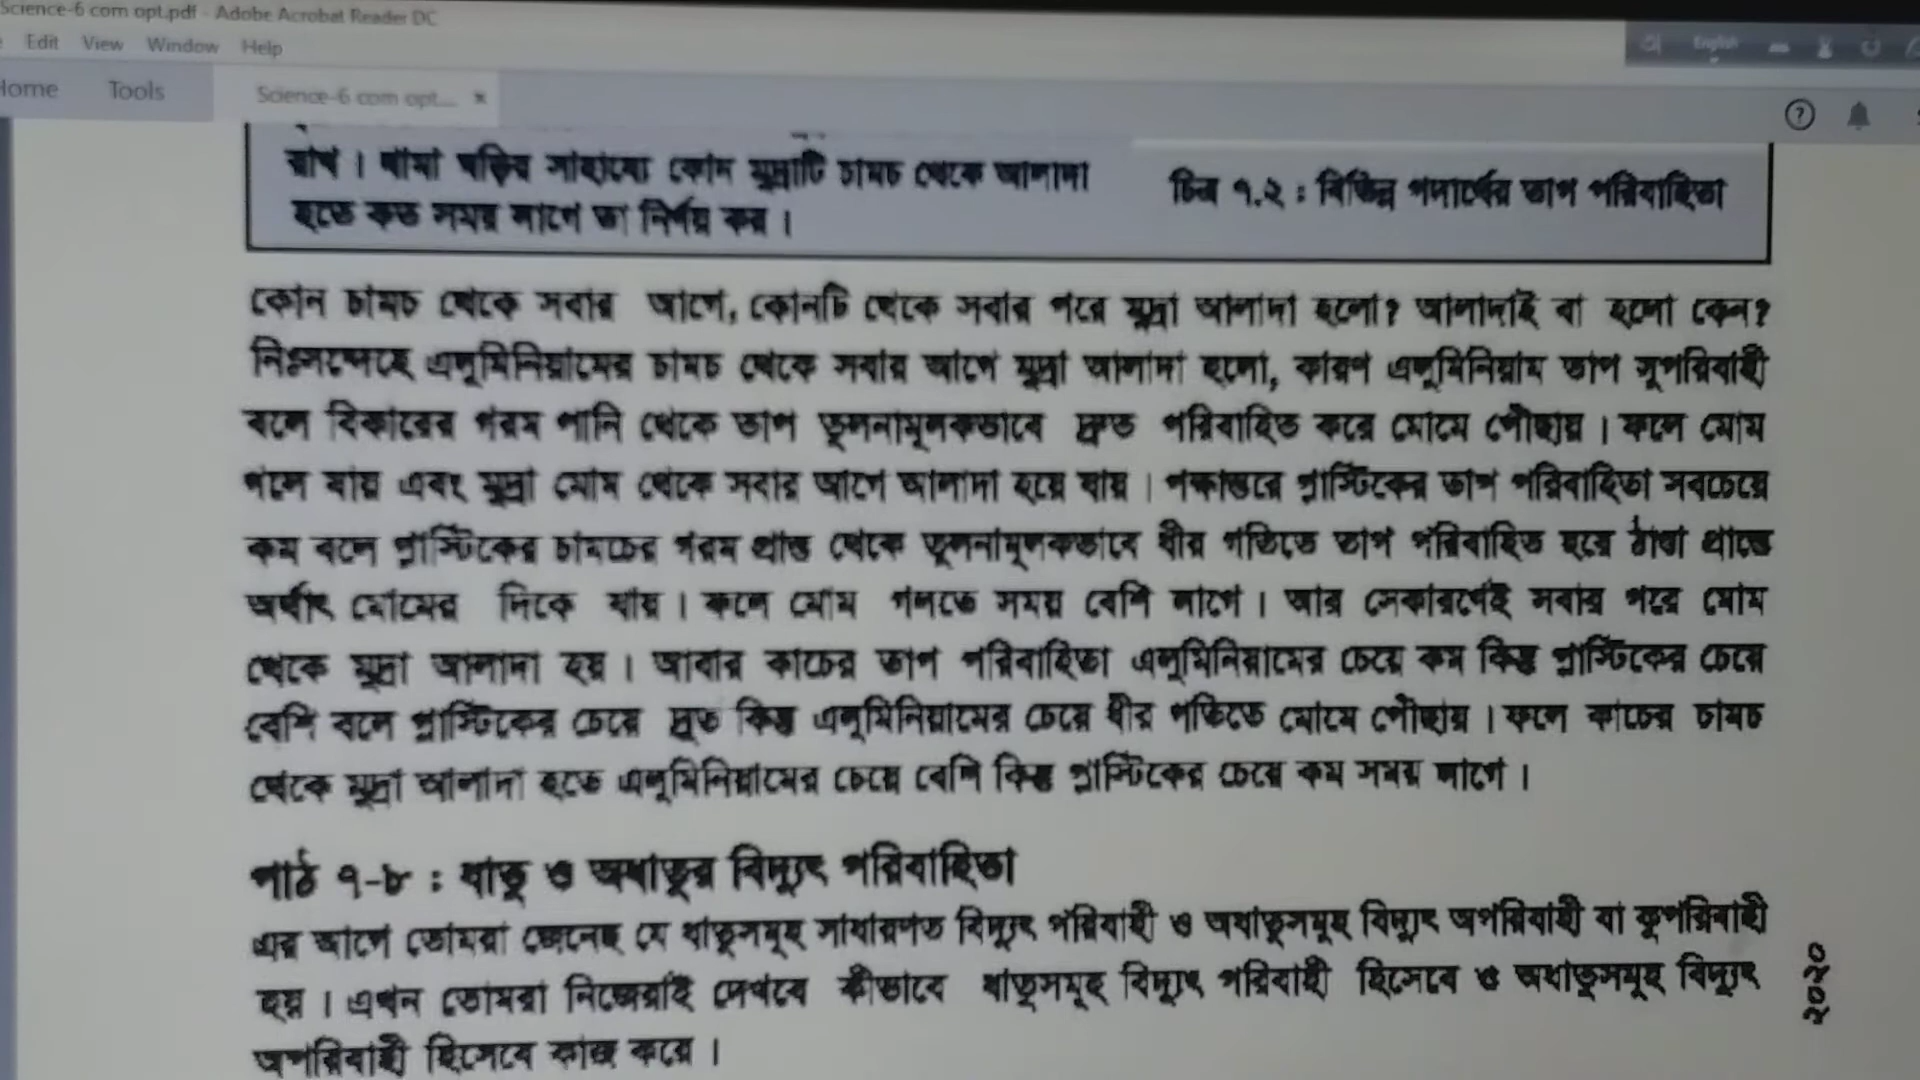 Science-6 com opt.pdf - Adobe Acrobat Reader DC
Edit View Window Help
English
Home Tools Science-6 com opt... ×
রাখ। থামা ঘড়ির সাহায্যে কোন মুদ্রাটি চামচ থেকে আলাদা
হতে কত সময় লাগে তা নির্ণয় কর।
চিত্র ৭.২ : বিভিন্ন পদার্থের তাপ পরিবাহিতা
কোন চামচ থেকে সবার আগে, কোনটি থেকে সবার পরে মুদ্রা আলাদা হলো? আলাদাই বা হলো কেন?
নিঃসন্দেহে এলুমিনিয়ামের চামচ থেকে সবার আগে মুদ্রা আলাদা হলো, কারণ এলুমিনিয়াম তাপ সুপরিবাহী
বলে বিকারের গরম পানি থেকে তাপ তুলনামূলকভাবে দ্রুত পরিবাহিত করে মোমে পৌঁছায়। ফলে মোম
গলে যায় এবং মুদ্রা মোম থেকে সবার আগে আলাদা হয়ে যায়। পক্ষান্তরে প্লাস্টিকের তাপ পরিবাহিতা সবচেয়ে
কম বলে প্লাস্টিকের চামচের গরম প্রান্ত থেকে তুলনামূলকভাবে ধীর গতিতে তাপ পরিবাহিত হয়ে ঠাণ্ডা প্রান্তে
অর্থাৎ মোমের দিকে যায়। ফলে মোম গলতে সময় বেশি লাগে। আর সেকারণেই সবার পরে মোম
থেকে মুদ্রা আলাদা হয়। আবার কাচের তাপ পরিবাহিতা এলুমিনিয়ামের চেয়ে কম কিন্তু প্লাস্টিকের চেয়ে
বেশি বলে প্লাস্টিকের চেয়ে দ্রুত কিন্তু এলুমিনিয়ামের চেয়ে ধীর গতিতে মোমে পৌঁছায়। ফলে কাচের চামচ
থেকে মুদ্রা আলাদা হতে এলুমিনিয়ামের চেয়ে বেশি কিন্তু প্লাস্টিকের চেয়ে কম সময় লাগে।
পাঠ ৭-৮ : ধাতু ও অধাতুর বিদ্যুৎ পরিবাহিতা
এর আগে তোমরা জেনেছ যে ধাতুসমূহ সাধারণত বিদ্যুৎ পরিবাহী ও অধাতুসমূহ বিদ্যুৎ অপরিবাহী বা কুপরিবাহী
হয়। এখন তোমরা নিজেরাই দেখবে কীভাবে ধাতুসমূহ বিদ্যুৎ পরিবাহী হিসেবে ও অধাতুসমূহ বিদ্যুৎ
অপরিবাহী হিসেবে কাজ করে।
২০২০